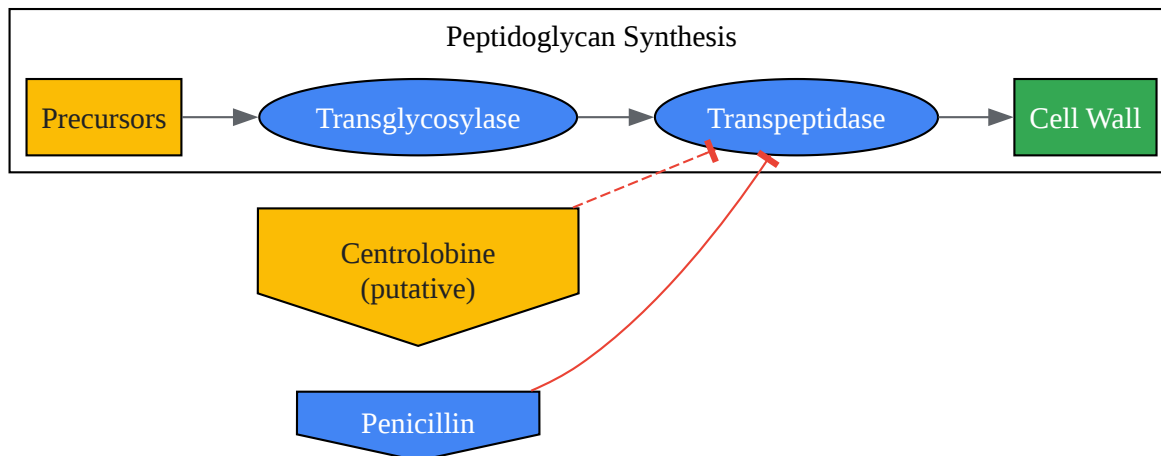 Peptidoglycan Synthesis
Precursors
Transglycosylase
Transpeptidase
Cell Wall
Centrolobine
(putative)
Penicillin